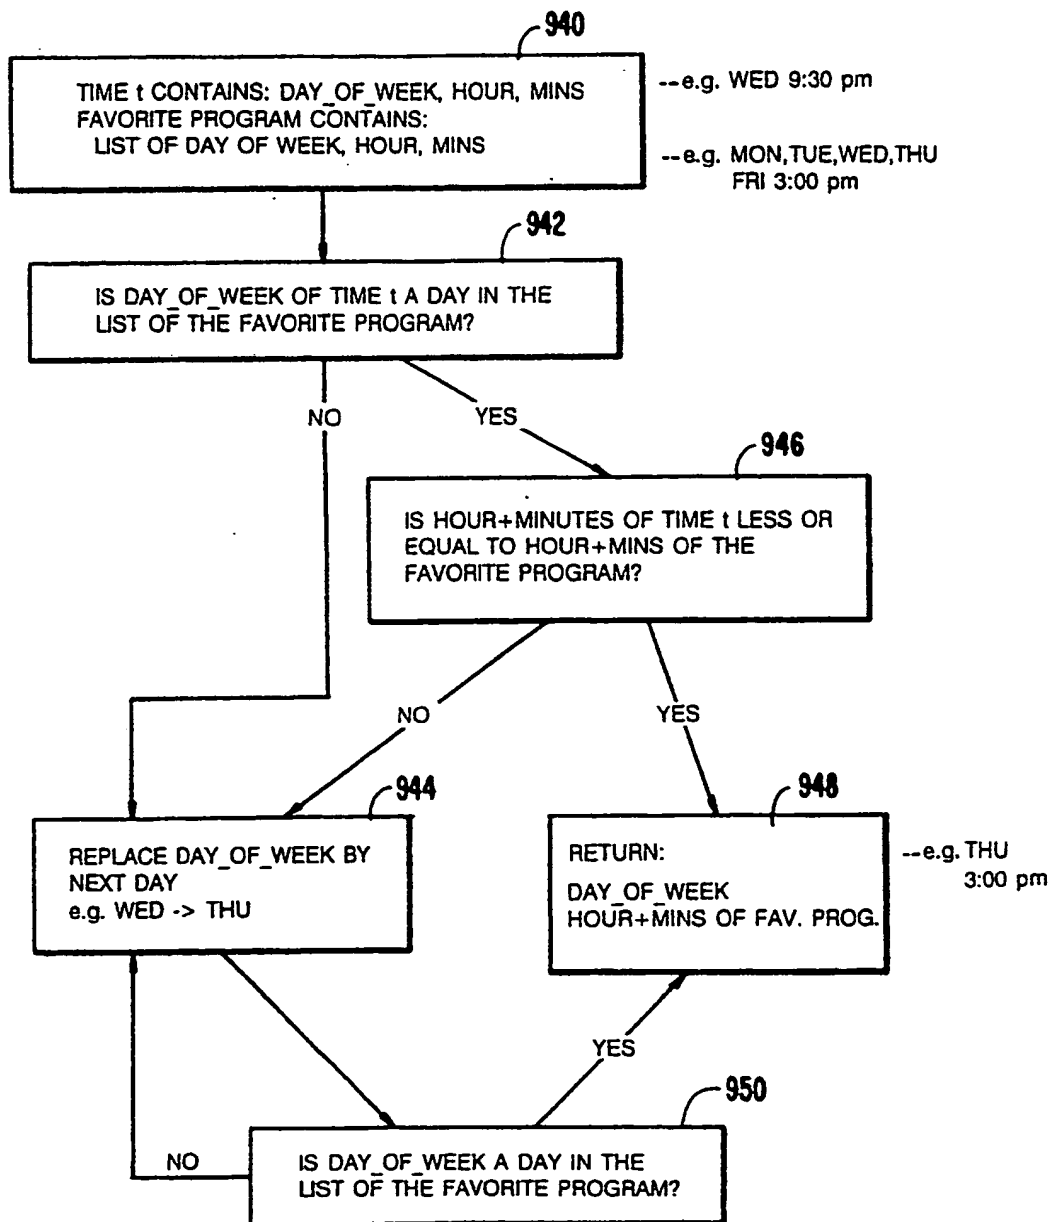 940
TIME t CONTAINS: DAY_OF_WEEK, HOUR, MINS
FAVORITE PROGRAM CONTAINS:
LIST OF DAY OF WEEK, HOUR, MINS
--e.g. WED 9:30 pm
--e.g. MON,TUE,WED,THU
FRI 3:00 pm
942
IS DAY_OF_WEEK OF TIME t A DAY IN THE
LIST OF THE FAVORITE PROGRAM?
NO
YES
946
IS HOUR+MINUTES OF TIME t LESS OR
EQUAL TO HOUR+MINS OF THE
FAVORITE PROGRAM?
NO
YES
944
REPLACE DAY_OF_WEEK BY
NEXT DAY
e.g. WED -> THU
948
RETURN:
DAY_OF_WEEK
HOUR+MINS OF FAV. PROG.
--e.g. THU
3:00 pm
YES
950
NO
IS DAY_OF_WEEK A DAY IN THE
LIST OF THE FAVORITE PROGRAM?